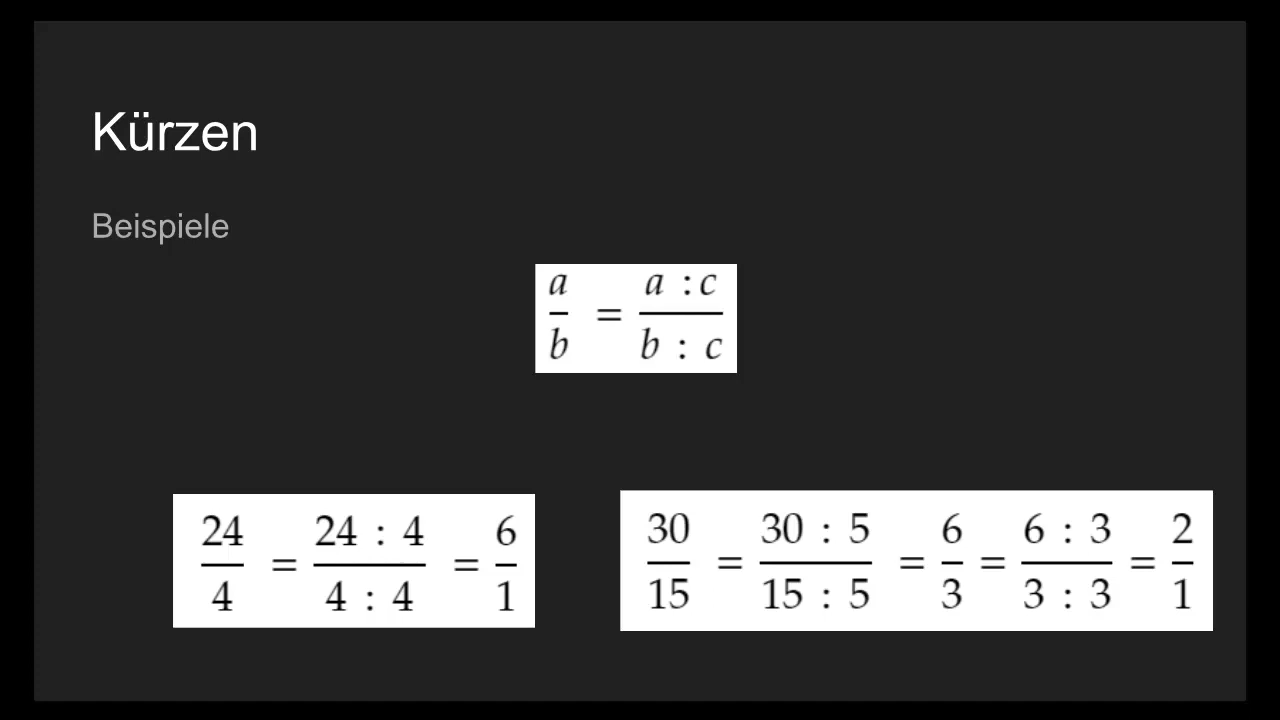 Kürzen
Beispiele
a/b = a : c / b : c
24/4 = 24 : 4 / 4 : 4 = 6/1
30/15 = 30 : 5 / 15 : 5 = 6/3 = 6 : 3 / 3 : 3 = 2/1